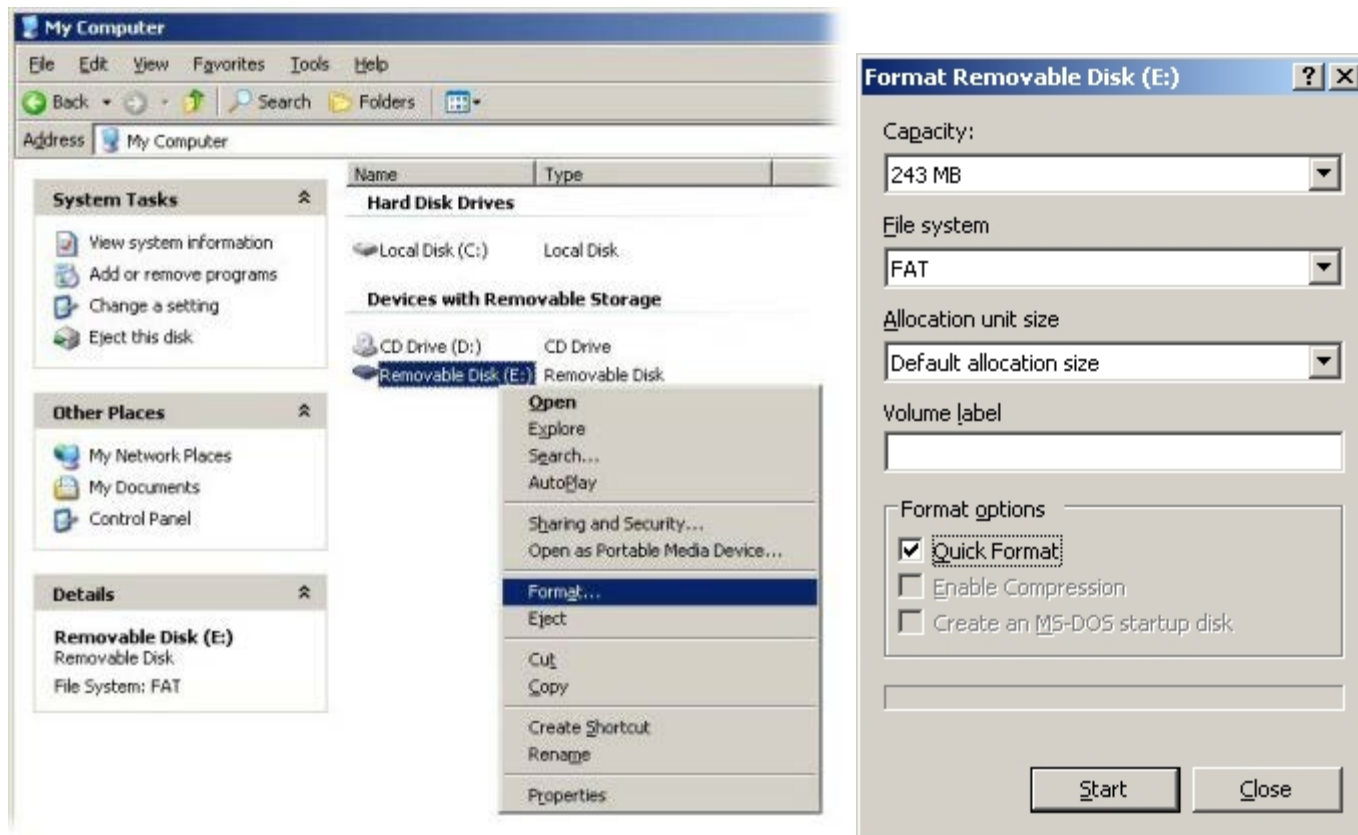 My Computer
File Edit View Favorites Tools Help
Back Search Folders
Address My Computer
Name Type
System Tasks
View system information
Add or remove programs
Change a setting
Eject this disk
Other Places
My Network Places
My Documents
Control Panel
Details
Removable Disk (E:)
Removable Disk
File System: FAT
Hard Disk Drives
Local Disk (C:) Local Disk
Devices with Removable Storage
CD Drive (D:) CD Drive
Removable Disk (E:) Removable Disk
Open
Explore
Search...
AutoPlay
Sharing and Security...
Open as Portable Media Device...
Format...
Eject
Cut
Copy
Create Shortcut
Rename
Properties
Format Removable Disk (E:)
Capacity:
243 MB
File system
FAT
Allocation unit size
Default allocation size
Volume label
Format options
Quick Format
Enable Compression
Create an MS-DOS startup disk
Start Close